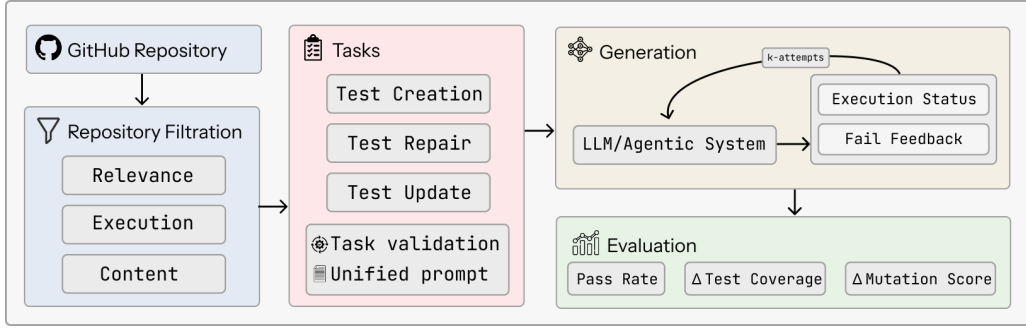 GitHub Repository
Repository Filtration
Relevance
Execution
Content
Tasks
Test Creation
Test Repair
Test Update
Task validation
Unified prompt
Generation
k-attempts
LLM/Agentic System
Execution Status
Fail Feedback
Evaluation
Pass Rate
Δ Test Coverage
Δ Mutation Score